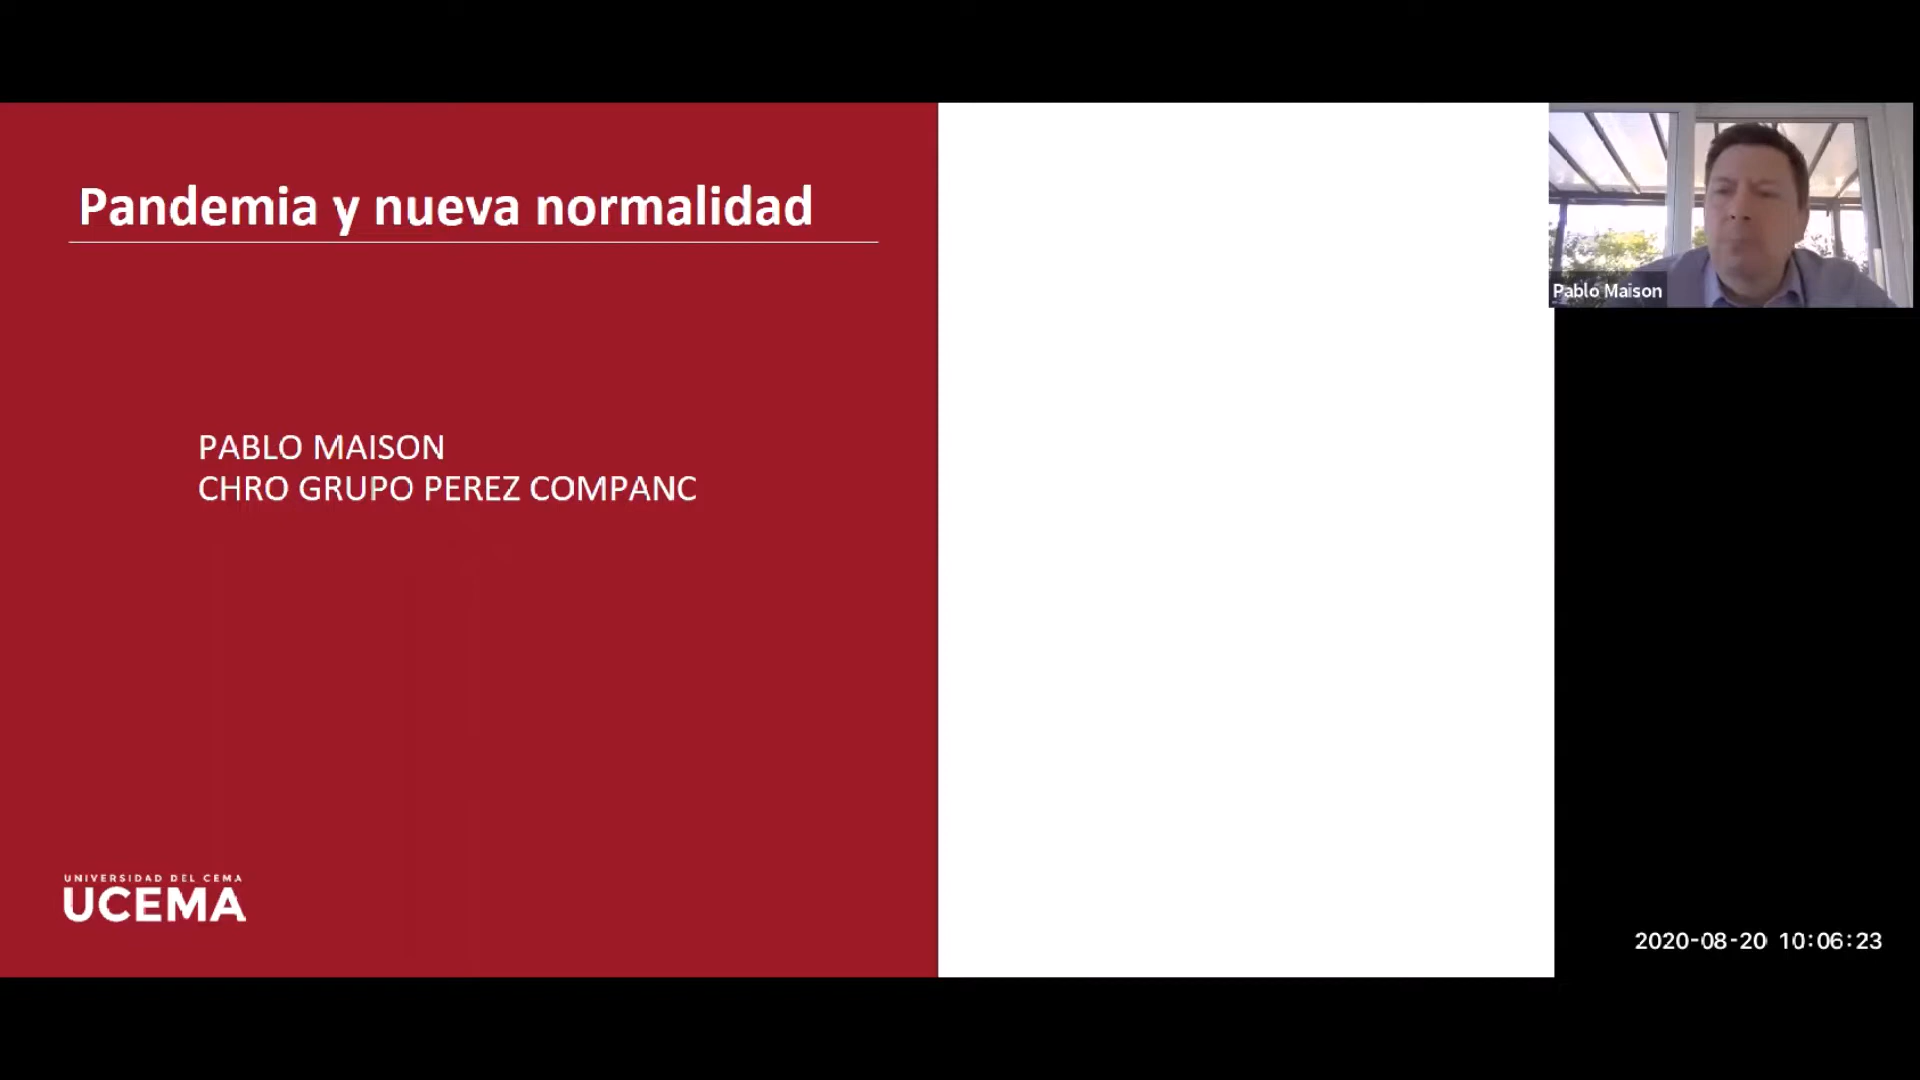 Pandemia y nueva normalidad
PABLO MAISON
CHRO GRUPO PEREZ COMPANC
UNIVERSIDAD DEL CEMA
UCEMA
Pablo Maison
2020-08-20 10:06:23